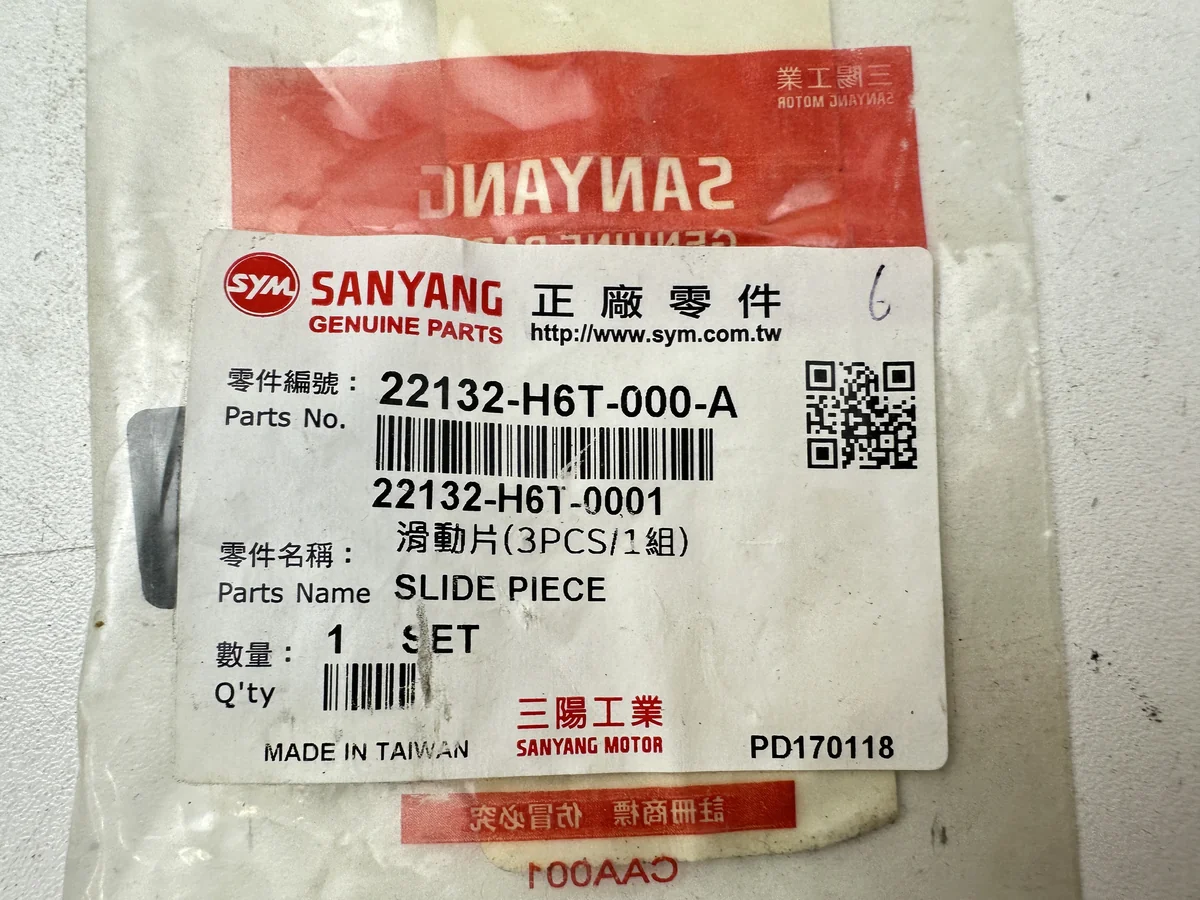 三陽工業
SANYANG MOTOR
SANYANG
GENUINE PARTS
SYM SANYANG 正廠零件 6
GENUINE PARTS http://www.sym.com.tw
零件編號： 22132-H6T-000-A
Parts No.
22132-H6T-0001
滑動片(3PCS/1組)
零件名稱：
Parts Name SLIDE PIECE
數量： 1 SET
Q'ty
三陽工業
MADE IN TAIWAN SANYANG MOTOR PD170118
註冊商標 仿冒必究
CAA001